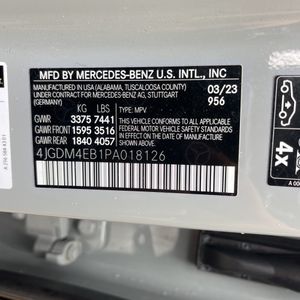 MFD BY MERCEDES-BENZ U.S. INTL., INC
MADE IN USA (ALABAMA, TUSCALOOSA COUNTY)
UNDER CONTRACT FOR MERCEDES-BENZ AG, STUTTGART
(GERMANY)
03/23
956
KG LBS
GVWR 3375 7441
GAWR FRONT 1595 3516
GAWR REAR 1840 4057
THIS VEHICLE
CONFORMS TO ALL APPLICABLE
FEDERAL MOTOR VEHICLE SAFETY
STANDARDS IN EFFECT ON THE DATE
OF MANUFACTURE SHOWN ABOVE.
4JGDM4EB1PA018126
TYPE: MPV
4x